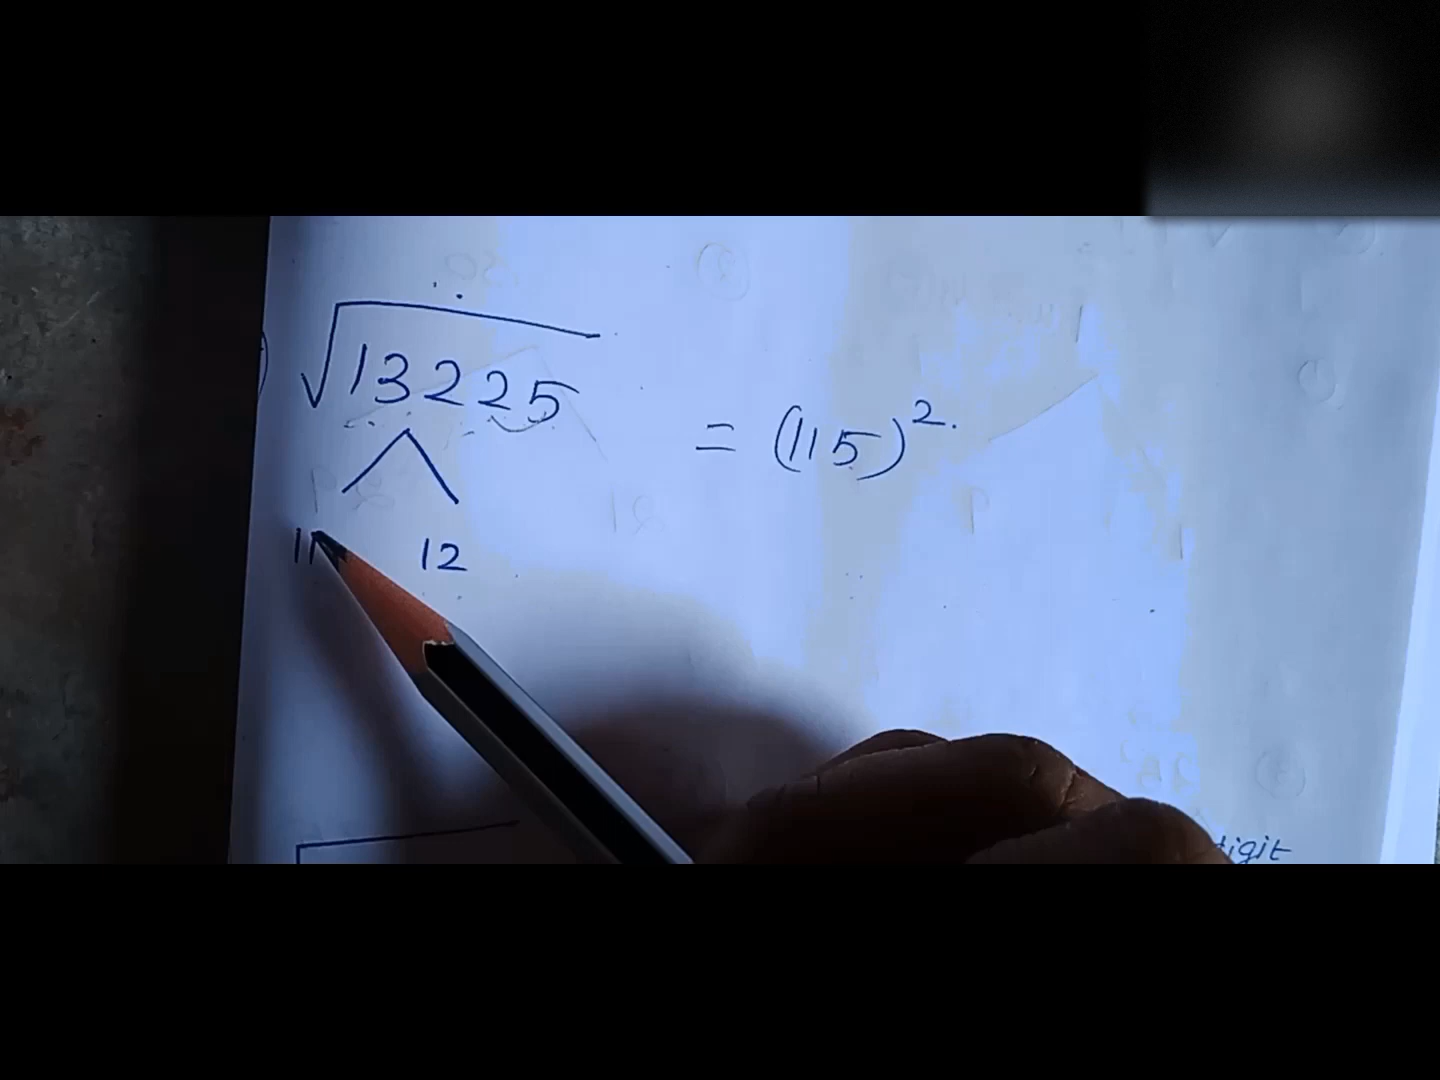 √13225 = (115)².
11 12
digit